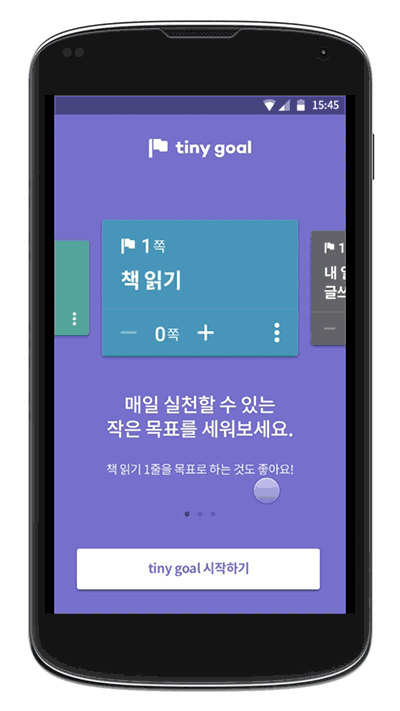 15:45
tiny goal
1쪽
책 읽기
0쪽
1
내
글쓰
매일 실천할 수 있는
작은 목표를 세워보세요.
책 읽기 1줄을 목표로 하는 것도 좋아요!
tiny goal 시작하기